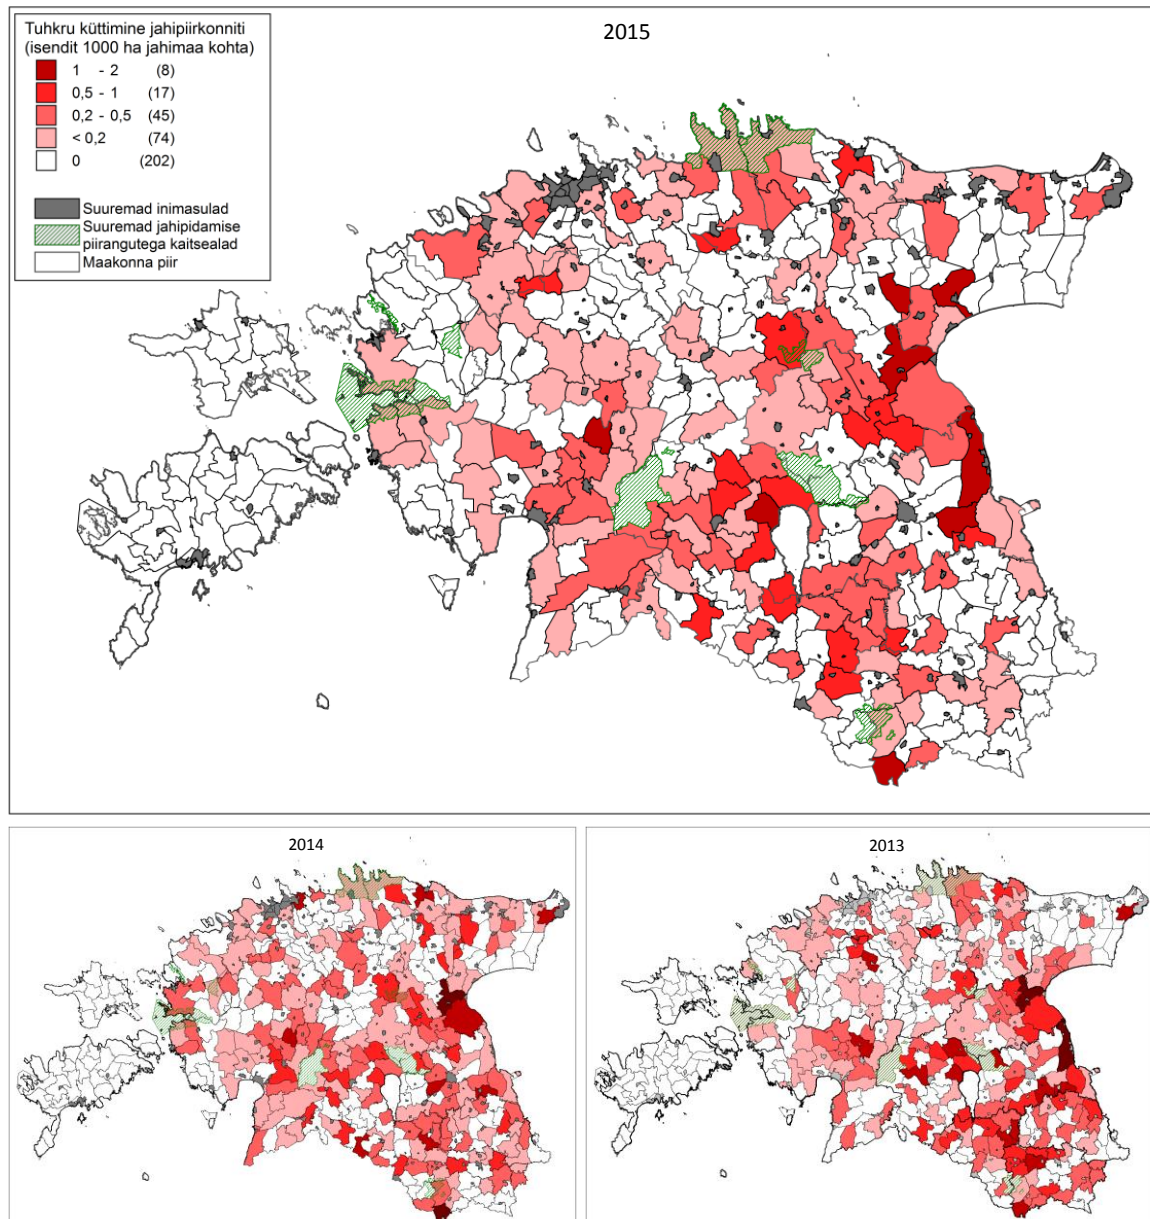 Tuhkru küttimine jahipiirkonniti
(isendit 1000 ha jahimaa kohta)
1 - 2 (8)
0,5 - 1 (17)
0,2 - 0,5 (45)
< 0,2 (74)
0 (202)
Suuremad inimasulad
Suuremad jahipidamise
piirangutega kaitsealad
Maakonna piir
2015
2014
2013